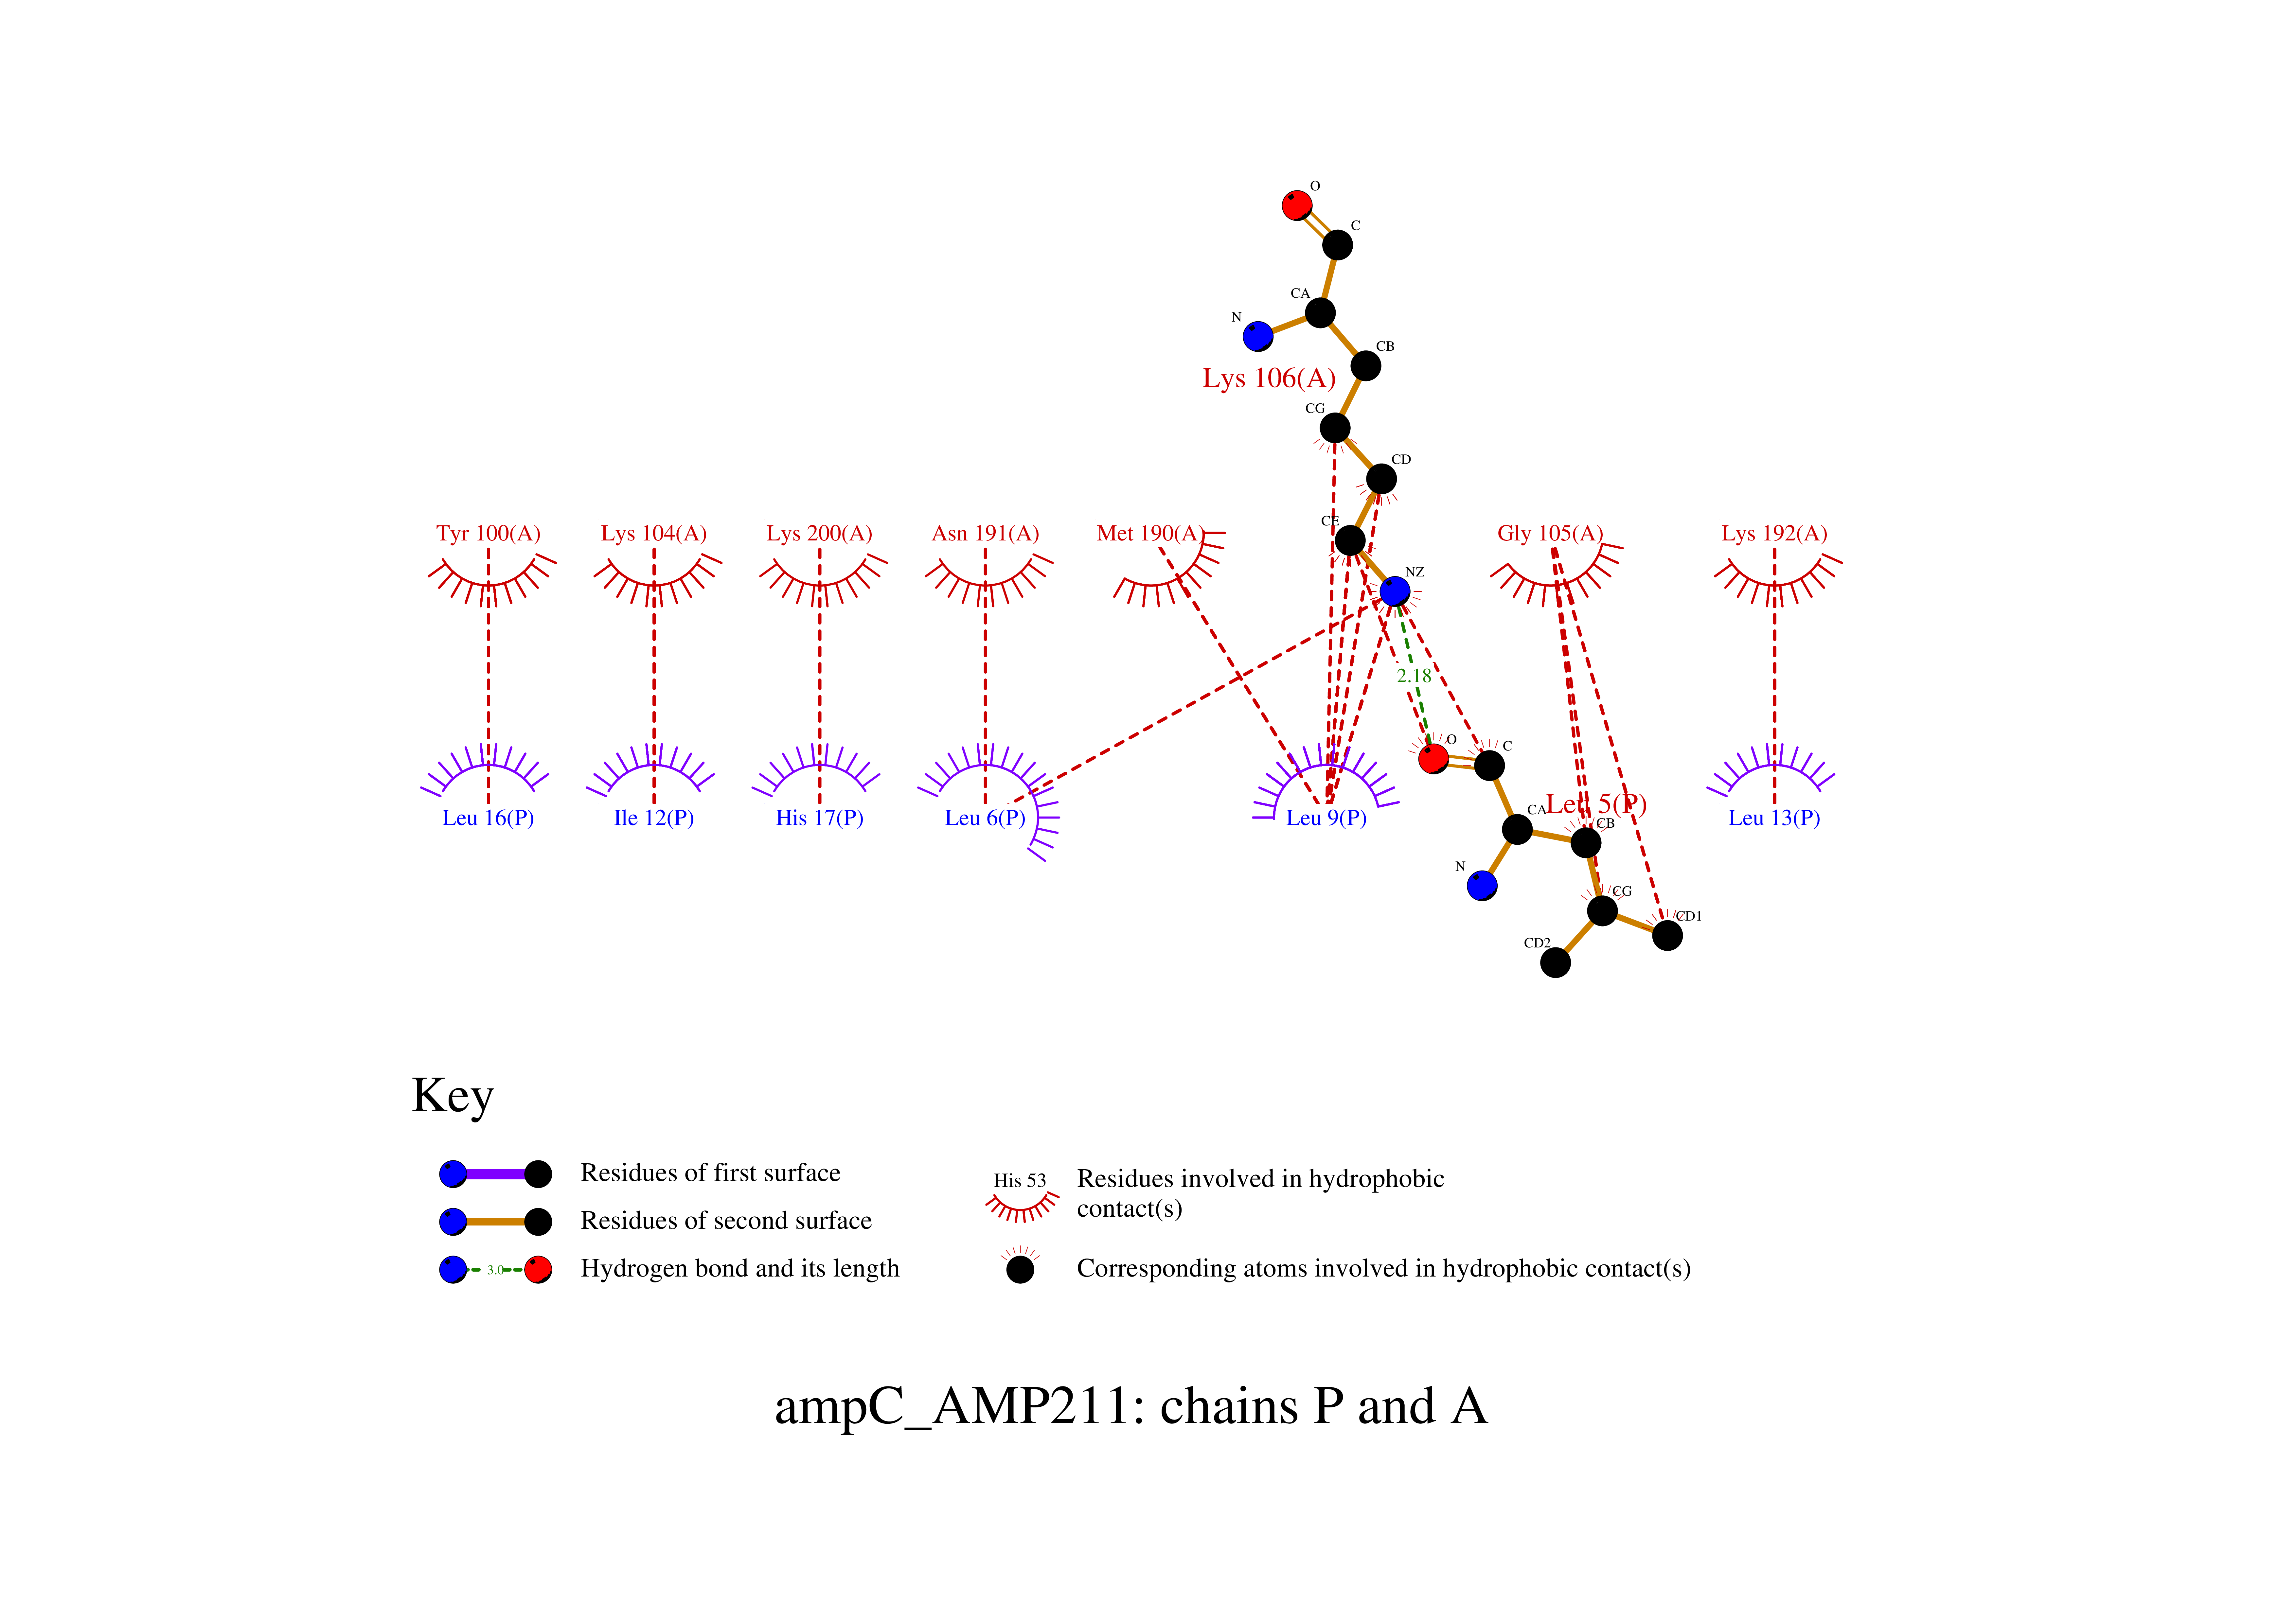 O
C
CA
N
CB
Lys 106(A)
CG
CD
CE
Tyr 100(A) Lys 104(A) Lys 200(A) Asn 191(A) Met 190(A) Gly 105(A) Lys 192(A)
NZ
2.18
O C
Leu 5(P)
CA
CB
Leu 16(P) Ile 12(P) His 17(P) Leu 6(P) Leu 9(P) Leu 13(P)
N
CG
CD1
CD2
Key
Residues of first surface
Residues of second surface
3.0 Hydrogen bond and its length
His 53 Residues involved in hydrophobic
contact(s)
Corresponding atoms involved in hydrophobic contact(s)
ampC_AMP211: chains P and A